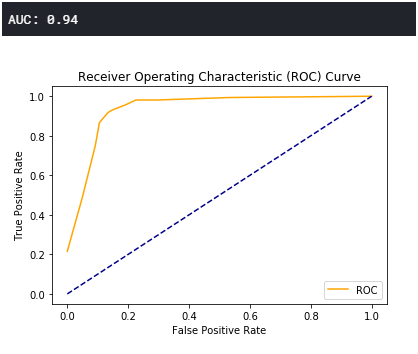 AUC: 0.94
Receiver Operating Characteristic (ROC) Curve
1.0
0.8
0.6
0.4
0.2
0.0
True Positive Rate
0.0 0.2 0.4 0.6 0.8 1.0
False Positive Rate
ROC